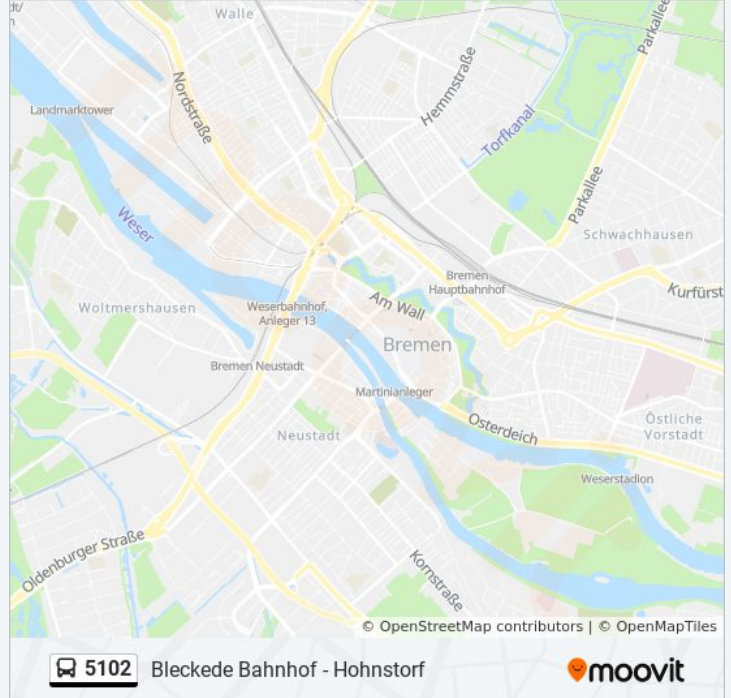 dt/
Walle
Parkallee
Nordstraße
Hemmstraße
Landmarktower
Torfkanal
Parkallee
Weser
Schwachhausen
Bremen
Hauptbahnhof
Kurfürst
Am Wall
Woltmershausen
Weserbahnhof,
Anleger 13
Bremen
Bremen Neustadt
Martinianleger
Osterdeich
Östliche
Vorstadt
Neustadt
Weserstadion
Oldenburger Straße
Kornstraße
© OpenStreetMap contributors | © OpenMapTiles
5102 Bleckede Bahnhof - Hohnstorf
moovit